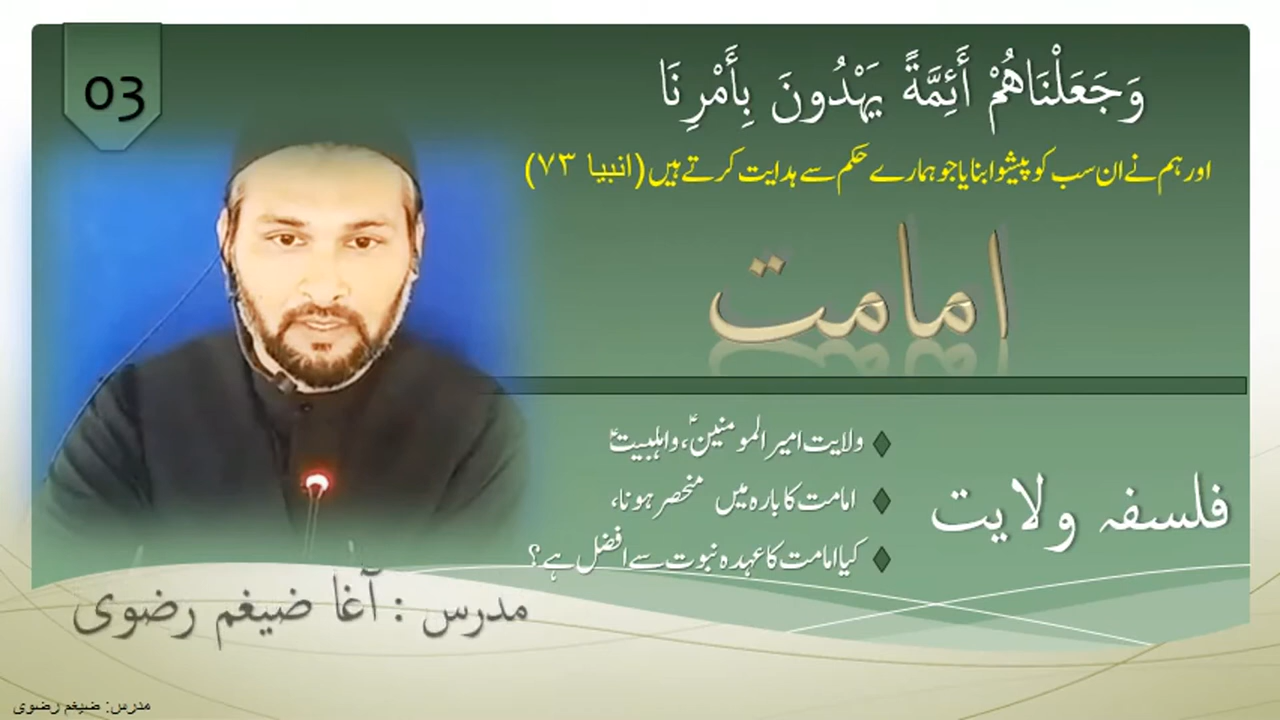 03
وَجَعَلْنَاهُمْ أَئِمَّةً يَهْدُونَ بِأَمْرِنَا
اور ہم نے ان سب کو پیشوا بنایا جو ہمارے حکم سے ہدایت کرتے ہیں (انبیا ۷۳)
امامت
فلسفہ ولایت
ولایت امیر المومنینؑ، و اہلبیتؑ
امامت کا بارہ میں منحصر ہونا،
کیا امامت کا عہدہ نبوت سے افضل ہے؟
مدرس : آغا ضیغم رضوی
مدرس: ضیغم رضوی